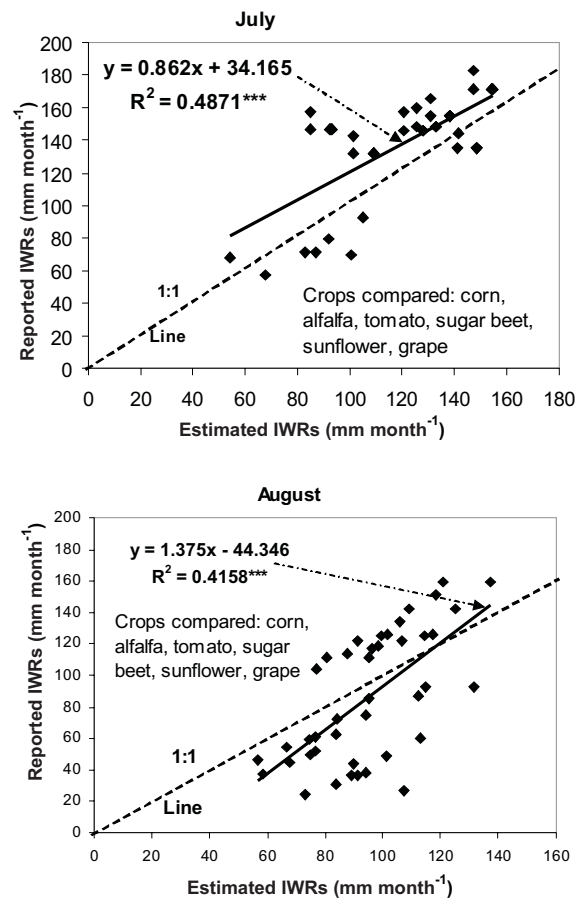 July
y = 0.862x + 34.165
R² = 0.4871***
200
180
160
140
120
100
80
60
40
20
0
Reported IWRs (mm month⁻¹)
1:1
Line
Crops compared: corn,
alfalfa, tomato, sugar beet,
sunflower, grape
0 20 40 60 80 100 120 140 160 180
Estimated IWRs (mm month⁻¹)
August
y = 1.375x - 44.346
R² = 0.4158***
200
180
160
140
120
100
80
60
40
20
0
Reported IWRs (mm month⁻¹)
Crops compared: corn,
alfalfa, tomato, sugar
beet, sunflower, grape
1:1
Line
0 20 40 60 80 100 120 140 160
Estimated IWRs (mm month⁻¹)